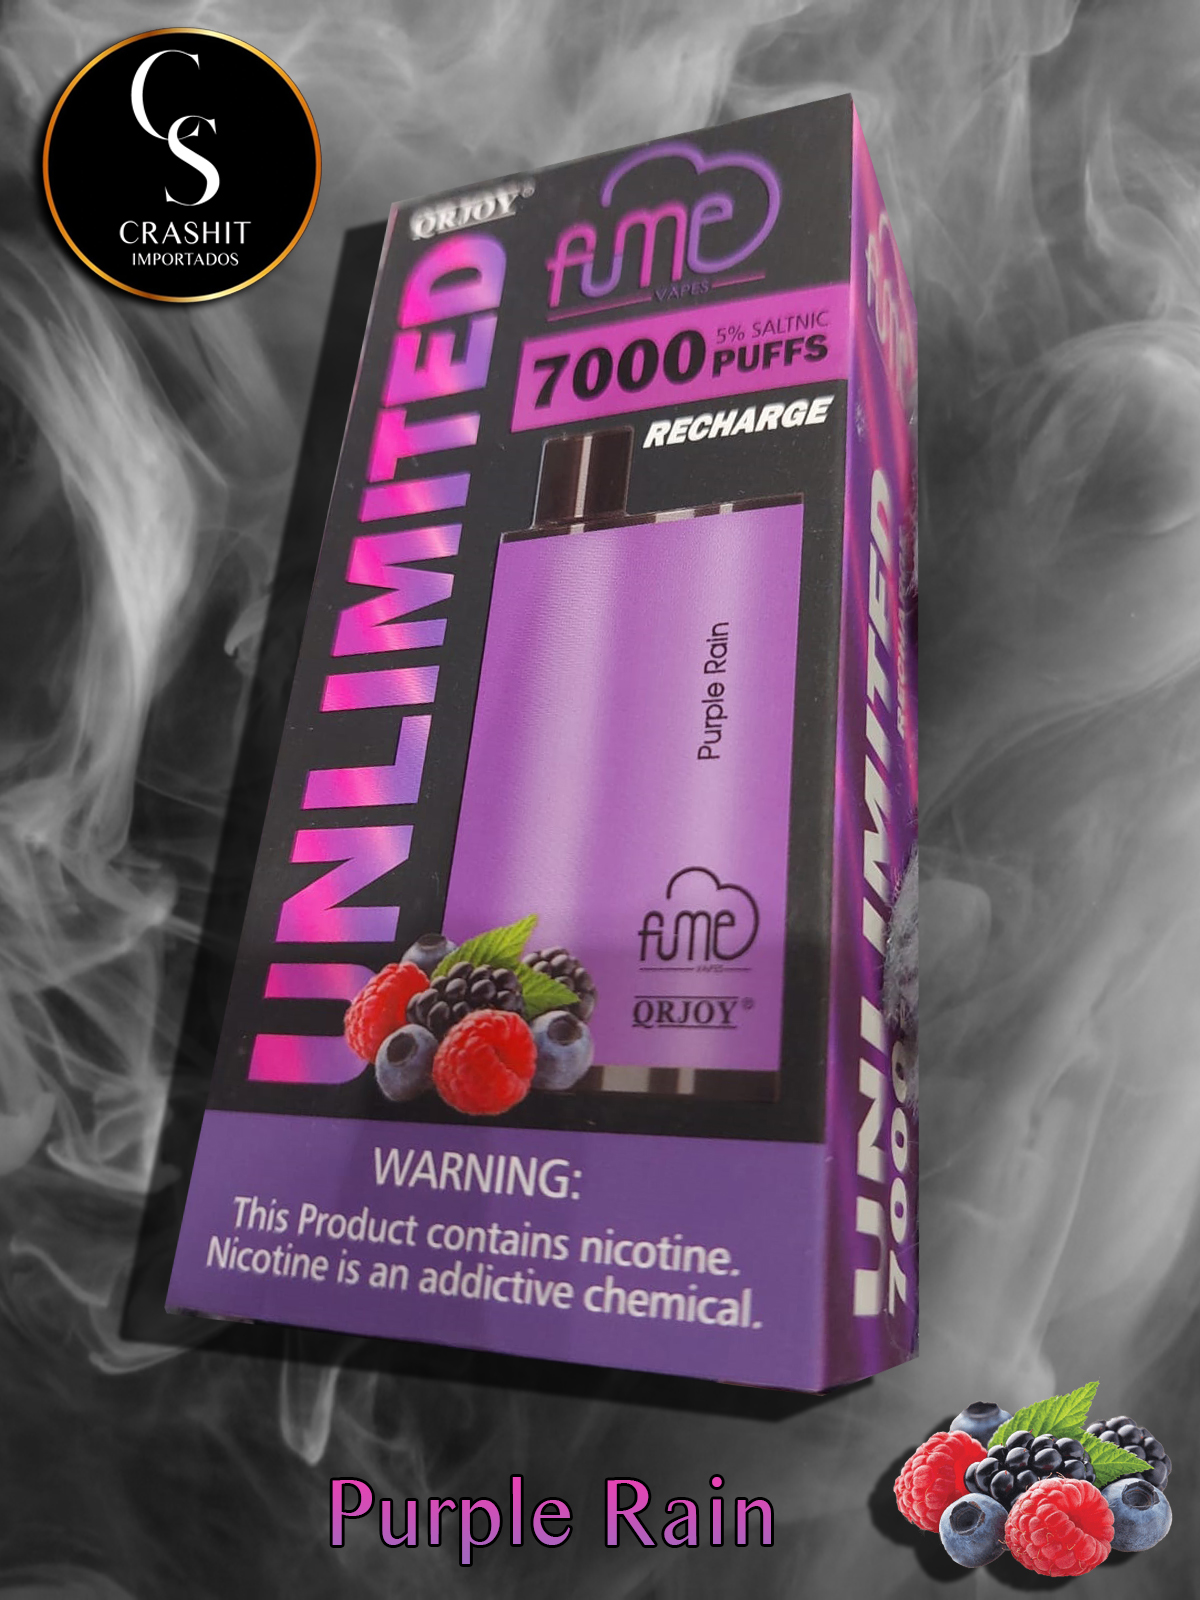 CS
CRASHIT
IMPORTADOS
QRJOY®
UNLIMITED
fume
VAPES
7000
5% SALTNIC
PUFFS
RECHARGE
Purple Rain
fume
VAPES
QRJOY®
WARNING:
This Product contains nicotine.
Nicotine is an addictive chemical.
UNLIMITED
7000
Purple Rain